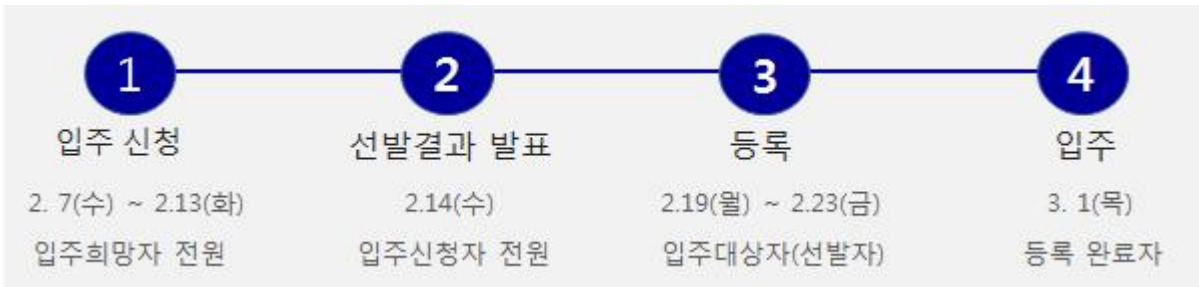 1 2 3 4
입주 신청 선발결과 발표 등록 입주
2. 7(수) ~ 2.13(화) 2.14(수) 2.19(월) ~ 2.23(금) 3. 1(목)
입주희망자 전원 입주신청자 전원 입주대상자(선발자) 등록 완료자